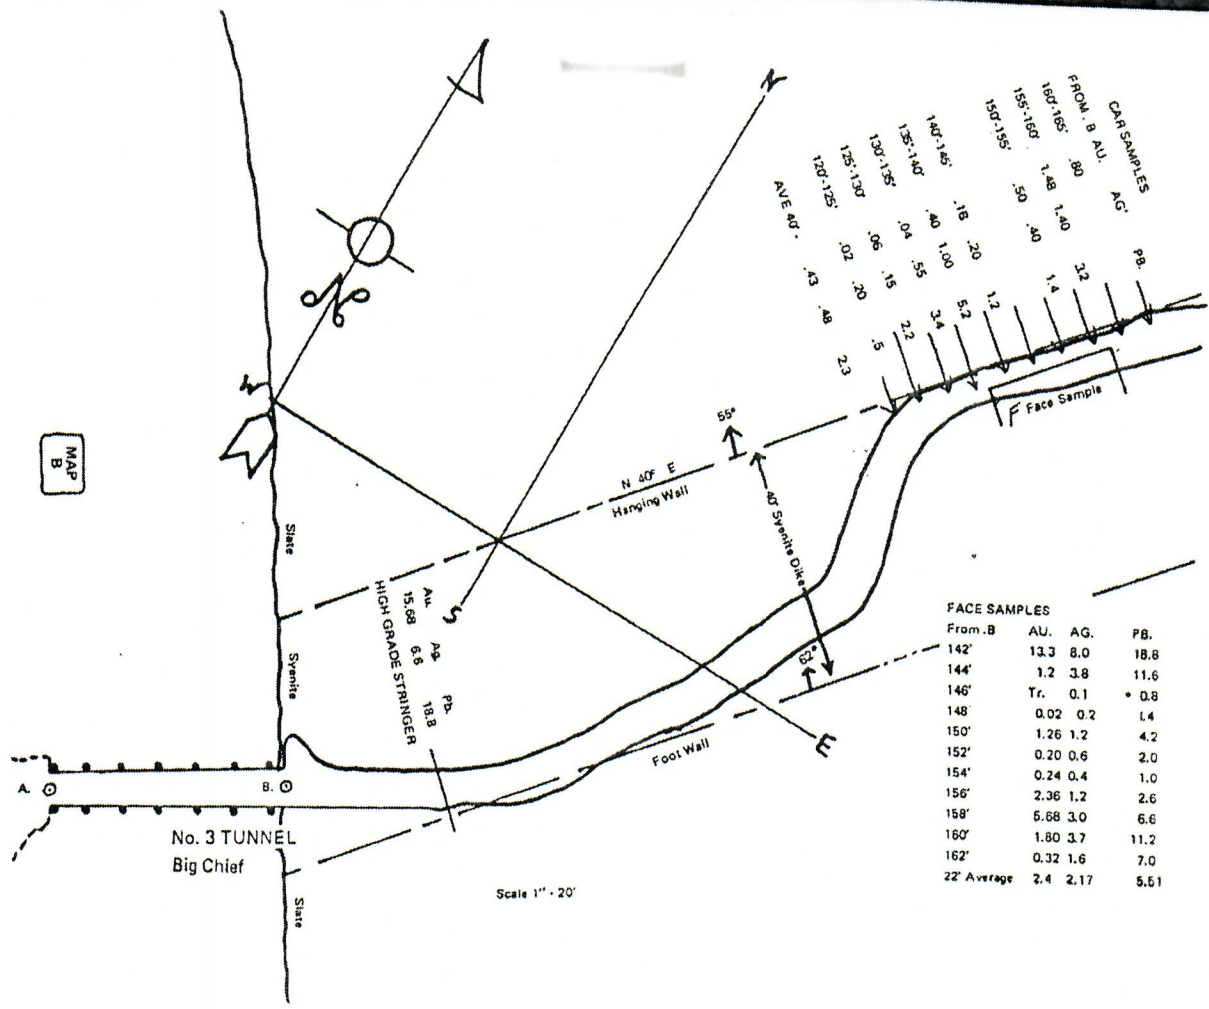 N
CAR SAMPLES
FROM . B AU. AG' PB.
160'-165' .80 3.2
155'-160' 1.48 1.40 1.4
150'-155' .50 .40
140'-145' .16 .20 1.2
135'-140' .40 1.00 5.2
130'-135' .04 .55 3.4
125'-130' .06 .15 2.2
120'-125' .02 .20 .5
AVE 40'. .43 .48 2.3
F Face Sample
W
MAP
B
55°
N 40° E
Hanging Wall
40' Syenite Dike
Slate
Au. Ag. Pb.
15.68 6.6 18.8
HIGH GRADE STRINGER
S
Syenite
E
Foot Wall
A.
B.
No. 3 TUNNEL
Big Chief
Slate
Scale 1" - 20'
FACE SAMPLES
From .B AU. AG. PB.
142' 13.3 8.0 18.8
144' 1.2 3.8 11.6
146' Tr. 0.1 • 0.8
148' 0.02 0.2 1.4
150' 1.26 1.2 4.2
152' 0.20 0.6 2.0
154' 0.24 0.4 1.0
156' 2.36 1.2 2.6
158' 5.68 3.0 6.6
160' 1.80 3.7 11.2
162' 0.32 1.6 7.0
22' Average 2.4 2.17 5.51